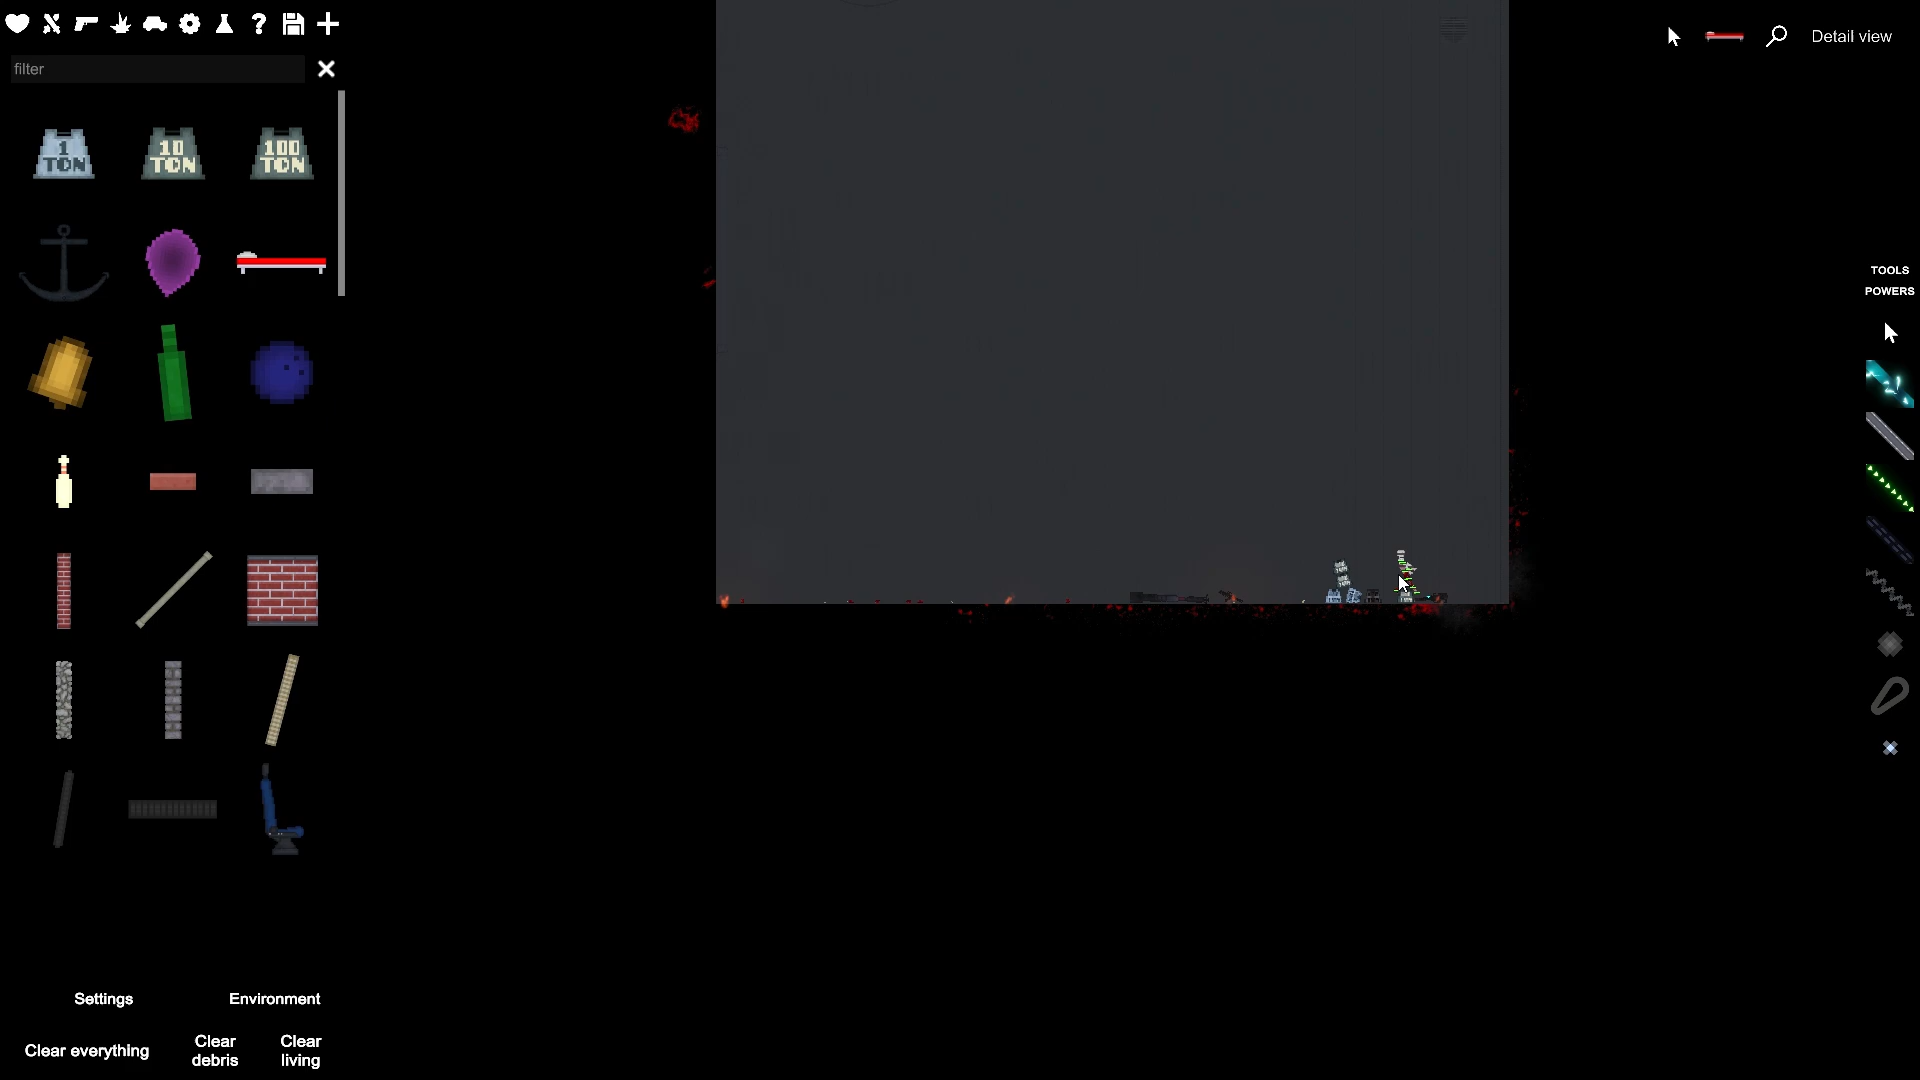 filter
Detail view
1
TON
10
TON
100
TON
TOOLS
POWERS
Settings
Environment
Clear everything
Clear
debris
Clear
living